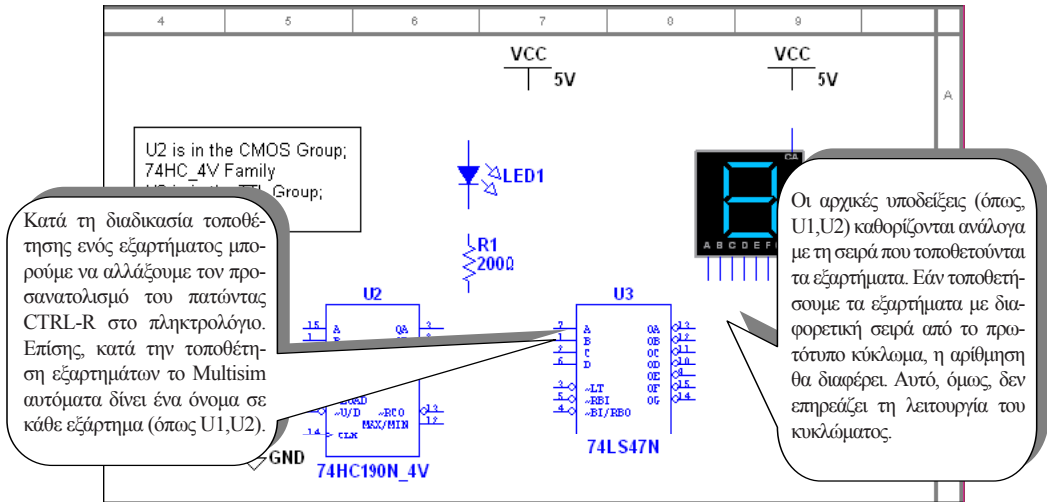 4 5 6 7 8 9
A
VCC
5V
VCC
5V
U2 is in the CMOS Group;
74HC_4V Family
Group;
LED1
R1
200Ω
CA
A B C D E F
Κατά τη διαδικασία τοποθέ-
τησης ενός εξαρτήματος μπο-
ρούμε να αλλάξουμε τον προ-
σανατολισμό του πατώντας
CTRL-R στο πληκτρολόγιο.
Επίσης, κατά την τοποθέτη-
ση εξαρτημάτων το Multisim
αυτόματα δίνει ένα όνομα σε
κάθε εξάρτημα (όπως U1,U2).
U2
15 A QA 3
~U/D ~RCO 13
MAX/MIN 12
14 CLK
74HC190N_4V
GND
U3
7 A OA 13
1 B OB 12
2 C OC 11
6 D OD 10
OE 9
3 ~LT OF 15
5 ~RBI OG 14
4 ~BI/RBO
74LS47N
Οι αρχικές υποδείξεις (όπως,
U1,U2) καθορίζονται ανάλογα
με τη σειρά που τοποθετούνται
τα εξαρτήματα. Εάν τοποθετή-
σουμε τα εξαρτήματα με δια-
φορετική σειρά από το πρω-
τότυπο κύκλωμα, η αρίθμηση
θα διαφέρει. Αυτό, όμως, δεν
επηρεάζει τη λειτουργία του
κυκλώματος.